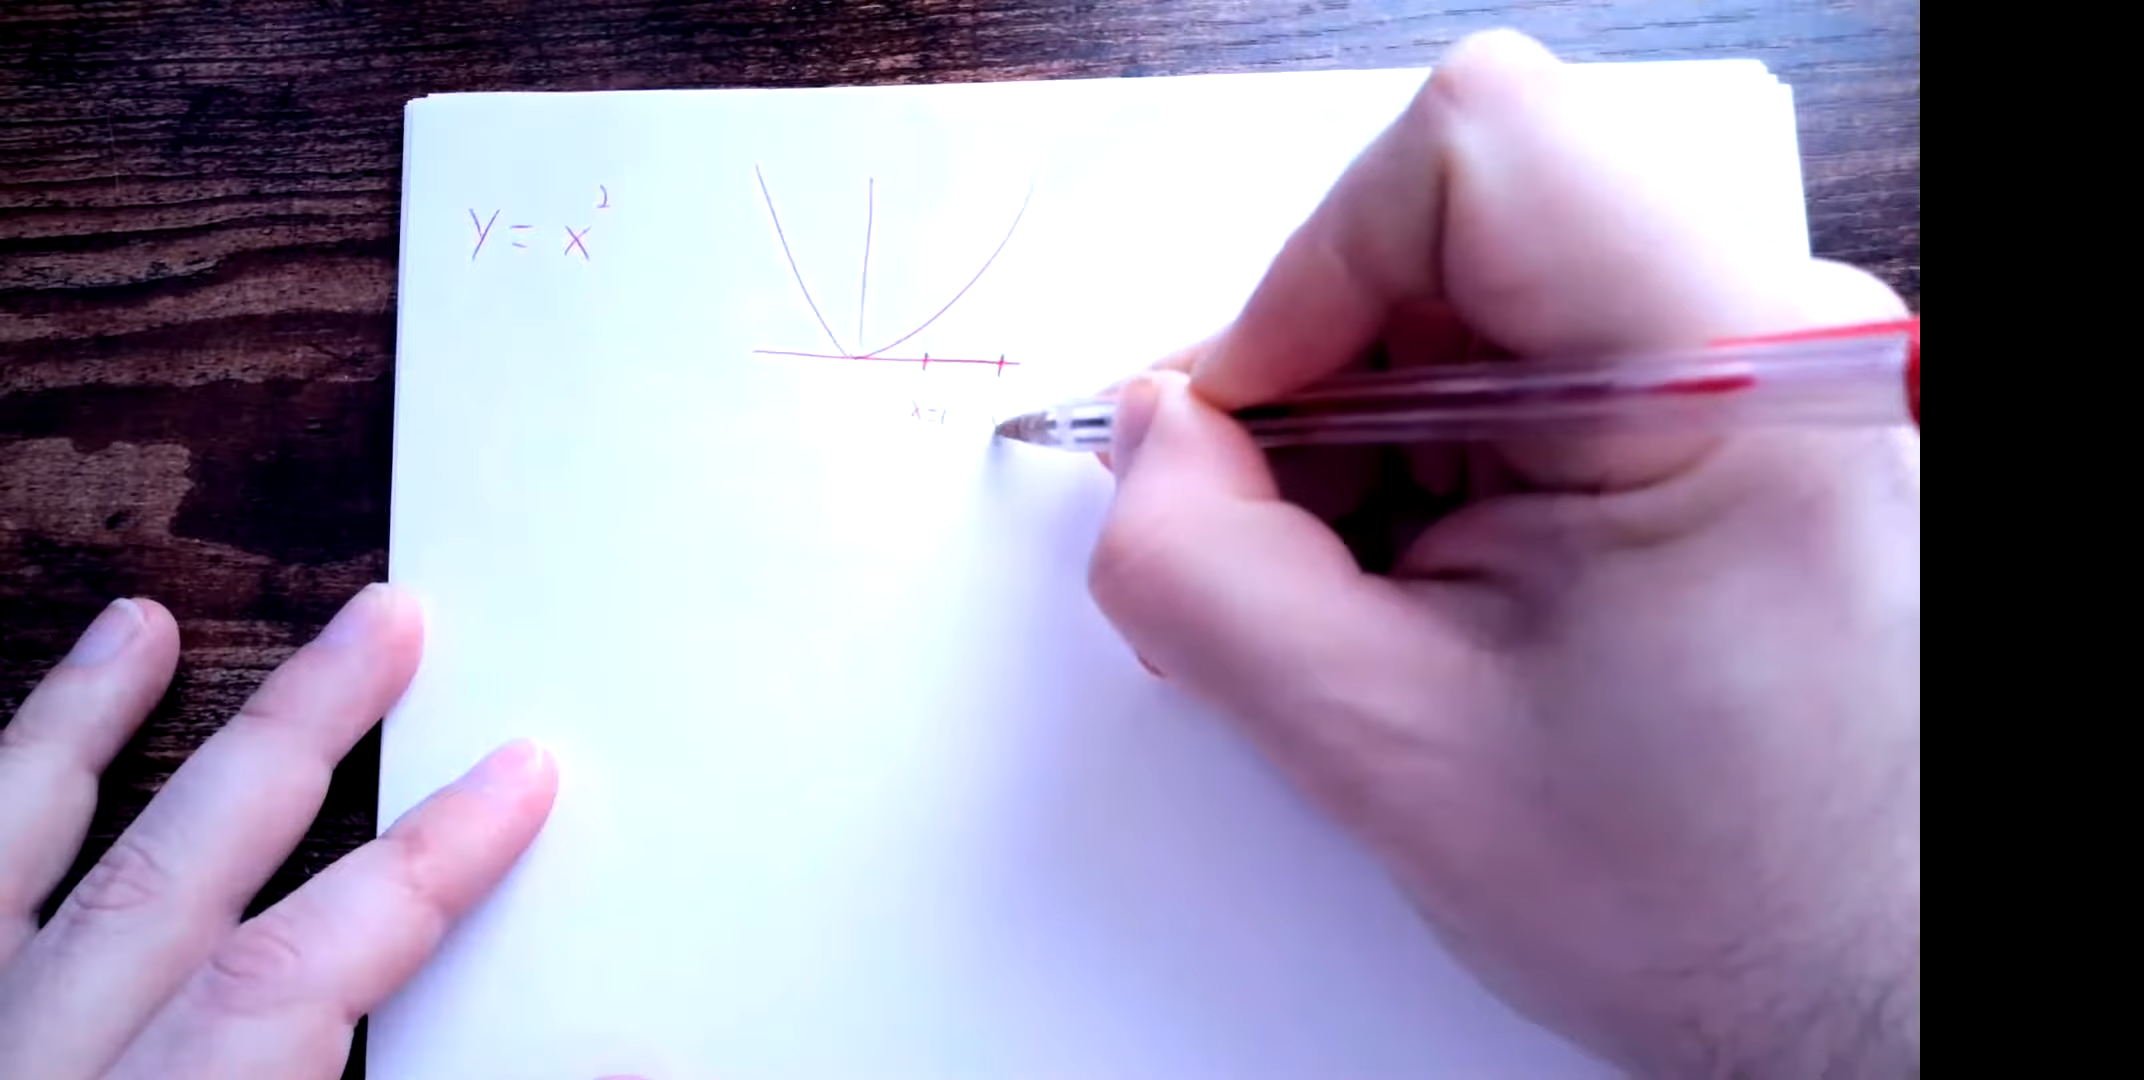 y = x²
x=1